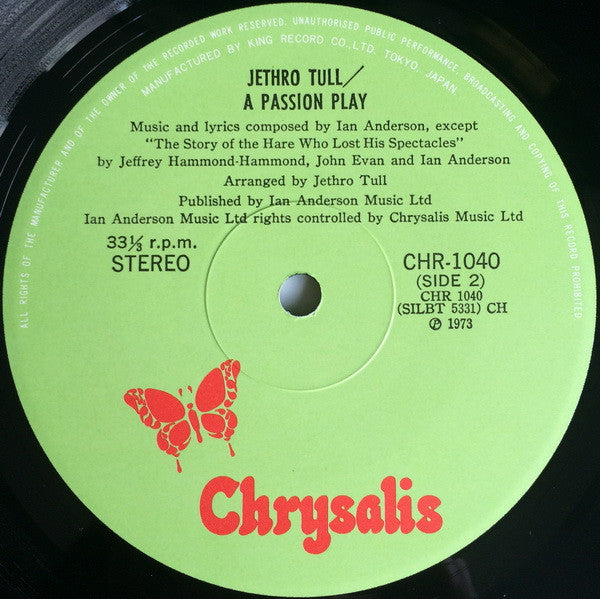 ALL RIGHTS OF THE MANUFACTURER AND OF THE OWNER OF THE RECORDED WORK RESERVED. UNAUTHORISED PUBLIC PERFORMANCE, BROADCASTING AND COPYING OF THIS RECORD PROHIBITED
MANUFACTURED BY KING RECORD CO., LTD. TOKYO, JAPAN.
JETHRO TULL/
A PASSION PLAY
Music and lyrics composed by Ian Anderson, except
"The Story of the Hare Who Lost His Spectacles"
by Jeffrey Hammond-Hammond, John Evan and Ian Anderson
Arranged by Jethro Tull
Published by Ian Anderson Music Ltd
Ian Anderson Music Ltd rights controlled by Chrysalis Music Ltd
33⅓ r.p.m.
STEREO
CHR-1040
(SIDE 2)
CHR 1040
(SILBT 5331) CH
℗ 1973
Chrysalis